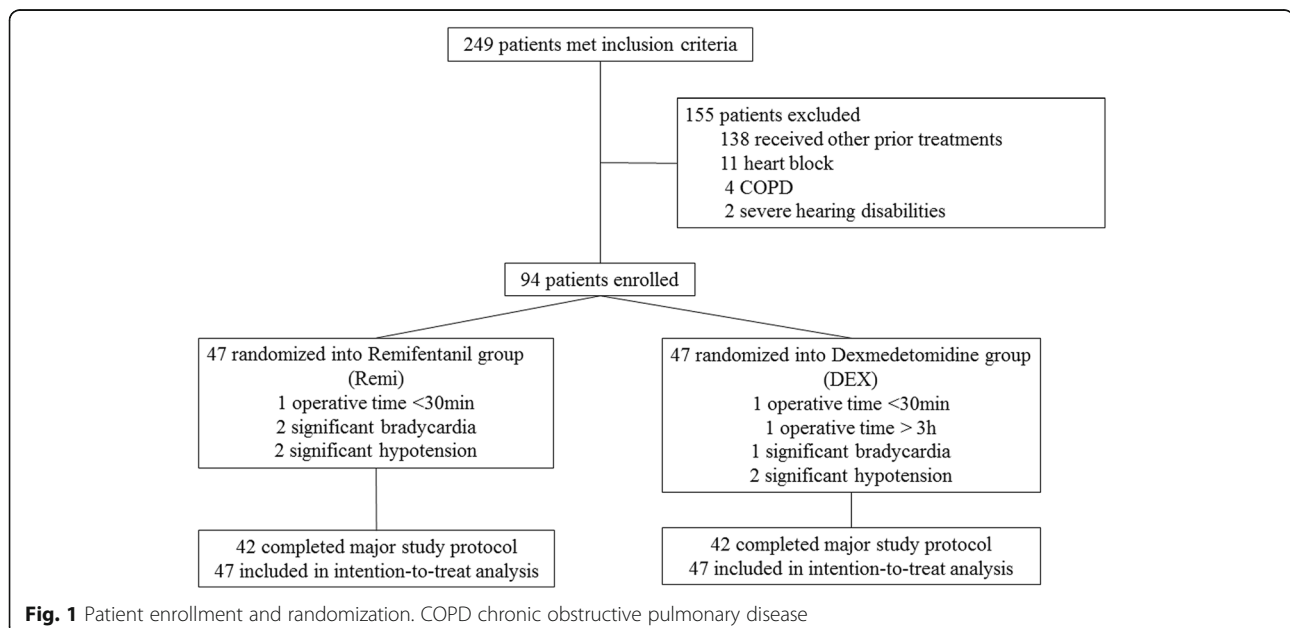 249 patients met inclusion criteria
155 patients excluded
138 received other prior treatments
11 heart block
4 COPD
2 severe hearing disabilities
94 patients enrolled
47 randomized into Remifentanil group
(Remi)
1 operative time <30min
2 significant bradycardia
2 significant hypotension
47 randomized into Dexmedetomidine group
(DEX)
1 operative time <30min
1 operative time > 3h
1 significant bradycardia
2 significant hypotension
42 completed major study protocol
47 included in intention-to-treat analysis
42 completed major study protocol
47 included in intention-to-treat analysis
Fig. 1 Patient enrollment and randomization. COPD chronic obstructive pulmonary disease